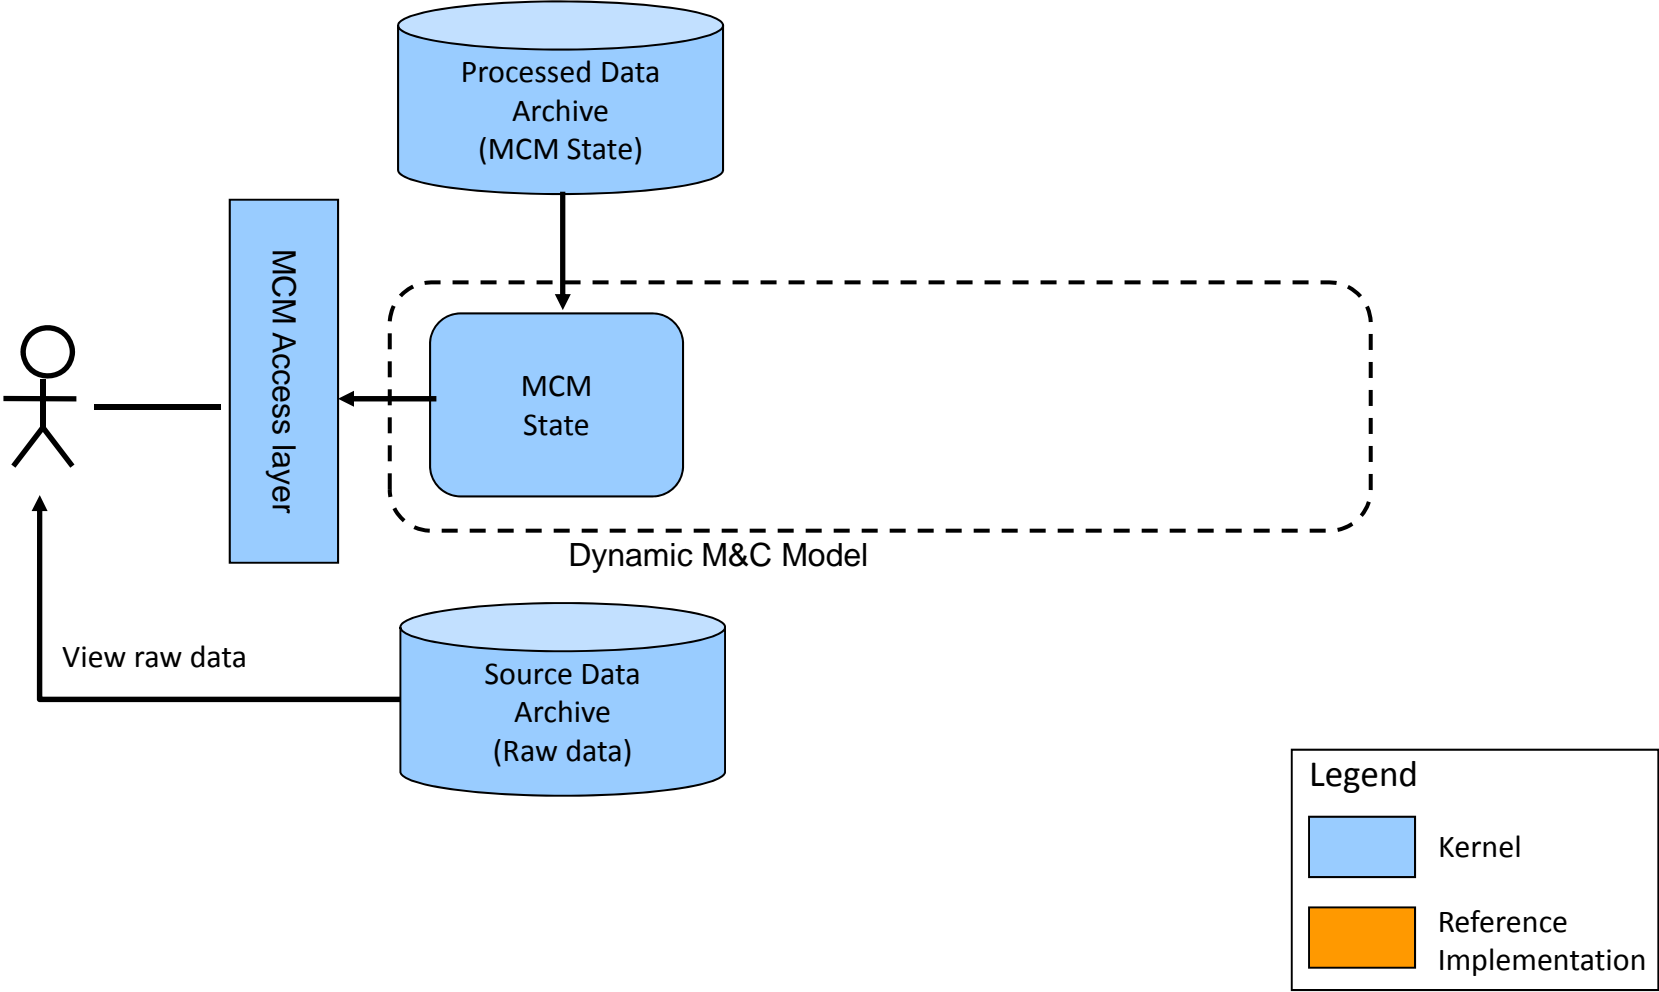 Processed Data
Archive
(MCM State)
MCM Access layer
MCM
State
Dynamic M&C Model
View raw data
Source Data
Archive
(Raw data)
Legend
Kernel
Reference
Implementation